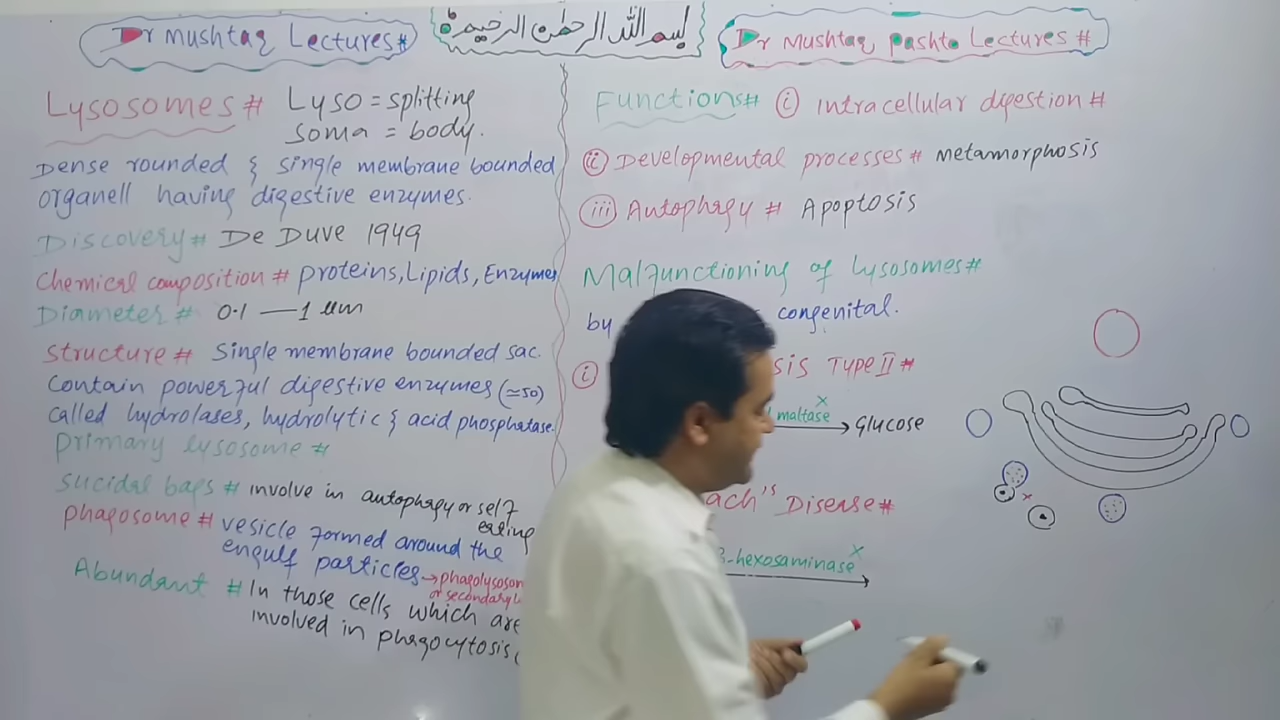 Dr Mushtaq Lectures#
بسم الله الرحمٰن الرحيم
Dr Mushtaq Pashto Lectures #
Lysosomes # Lyso = splitting
Soma = body.
Dense rounded & single membrane bounded
organell having digestive enzymes.
Discovery # De Duve 1949
Chemical composition # proteins, Lipids, Enzymes
Diameter # 0.1 — 1 um
Structure # Single membrane bounded sac.
Contain powerful digestive enzymes (≃50)
called hydrolases, hydrolytic & acid phosphatase.
primary lysosome #
Sucidal bags # involve in autophagy or self
eating
phagosome # vesicle formed around the
engulf particles → phagolysosom
or secondary L
Abundant # In those cells which are
involved in phagocytosis (
Functions # (i) Intracellular digestion #
(ii) Developmental processes # metamorphosis
(iii) Autophagy # Apoptosis
Malfunctioning of lysosomes #
by congenital.
(i) sis Type II #
maltase x → Glucose
ach's Disease #
B-hexosaminase x →